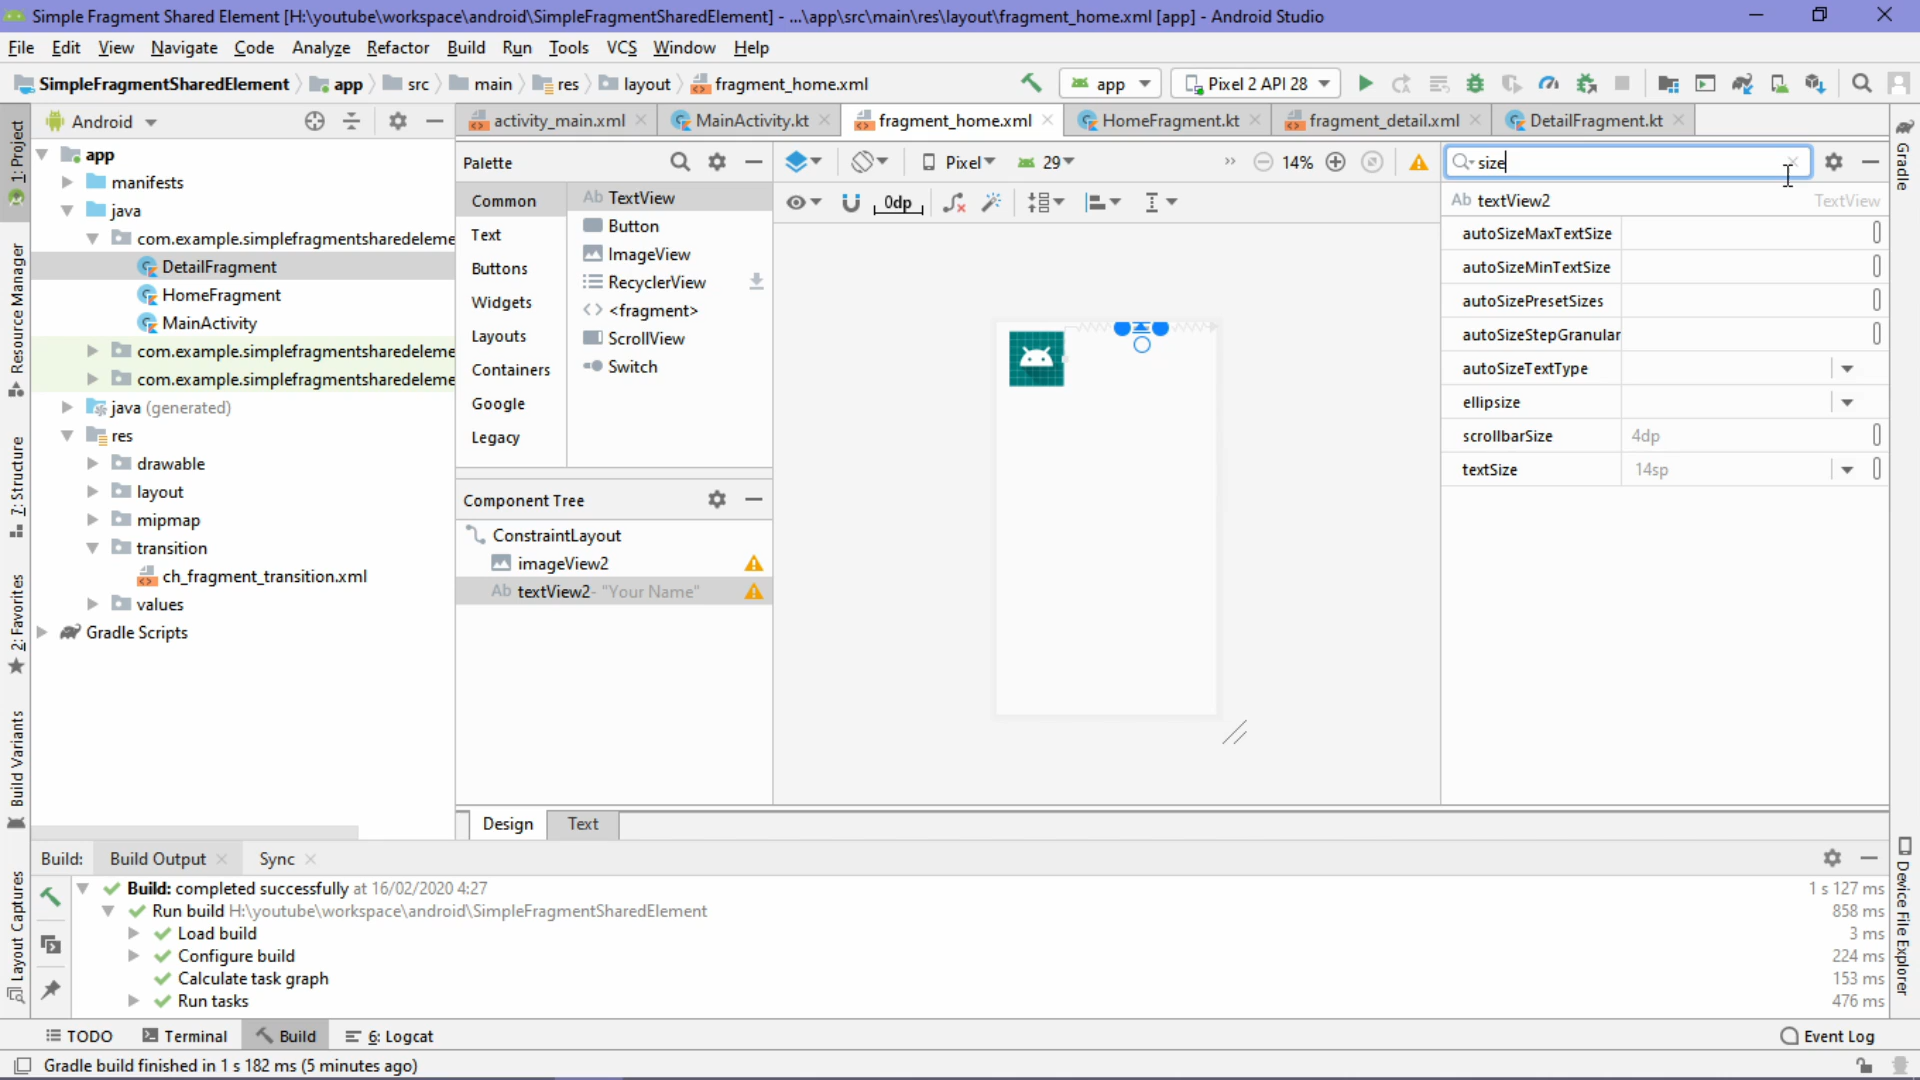 Simple Fragment Shared Element [H:\youtube\workspace\android\SimpleFragmentSharedElement] - ...\app\src\main\res\layout\fragment_home.xml [app] - Android Studio
File Edit View Navigate Code Analyze Refactor Build Run Tools VCS Window Help
SimpleFragmentSharedElement app src main res layout fragment_home.xml app Pixel 2 API 28
1: Project
7: Structure
Resource Manager
2: Favorites
Build Variants
Layout Captures
Android
app
manifests
java
com.example.simplefragmentsharedeleme
DetailFragment
HomeFragment
MainActivity
com.example.simplefragmentsharedeleme
com.example.simplefragmentsharedeleme
java (generated)
res
drawable
layout
mipmap
transition
ch_fragment_transition.xml
values
Gradle Scripts
activity_main.xml MainActivity.kt fragment_home.xml HomeFragment.kt fragment_detail.xml DetailFragment.kt
Palette
Common
Text
Buttons
Widgets
Layouts
Containers
Google
Legacy
Ab TextView
Button
ImageView
RecyclerView
<fragment>
ScrollView
Switch
Component Tree
ConstraintLayout
imageView2
Ab textView2- "Your Name"
Pixel 29 » 14%
0dp
size
Ab textView2 TextView
autoSizeMaxTextSize
autoSizeMinTextSize
autoSizePresetSizes
autoSizeStepGranular
autoSizeTextType
ellipsize
scrollbarSize 4dp
textSize 14sp
Gradle
Device File Explorer
Design Text
Build: Build Output Sync
Build: completed successfully at 16/02/2020 4:27 1 s 127 ms
Run build H:\youtube\workspace\android\SimpleFragmentSharedElement 858 ms
Load build 3 ms
Configure build 224 ms
Calculate task graph 153 ms
Run tasks 476 ms
TODO Terminal Build 6: Logcat Event Log
Gradle build finished in 1 s 182 ms (5 minutes ago)